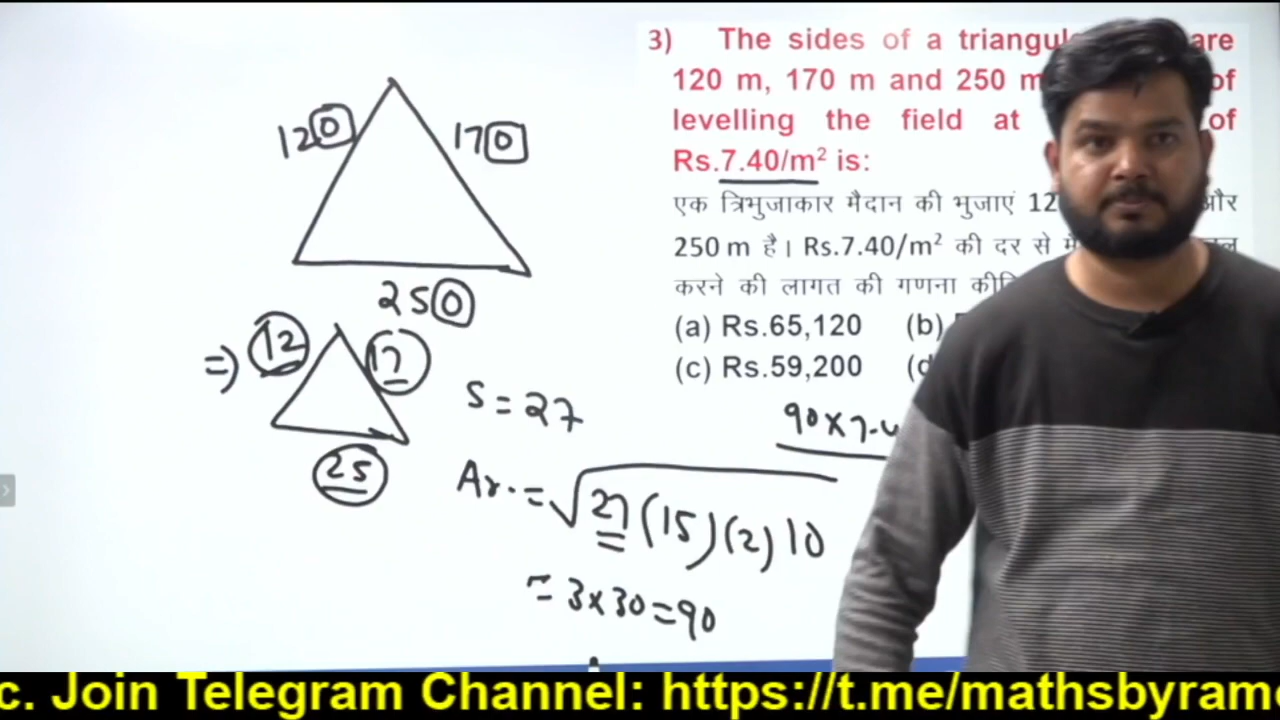 3) The sides of a are
120 m, 170 m and 250 m of
levelling the field at of
Rs.7.40/m² is:
एक त्रिभुजाकार मैदान की भुजाएं और
250 m है। Rs.7.40/m² की दर से
करने की लागत की गणना
(a) Rs.65,120 (b)
(c) Rs.59,200
120
170
250
=> 12
17
25
S = 27
90×7.
Ar. = √27(15)(2)10
= 3×30=90
c. Join Telegram Channel: https://t.me/mathsbyram